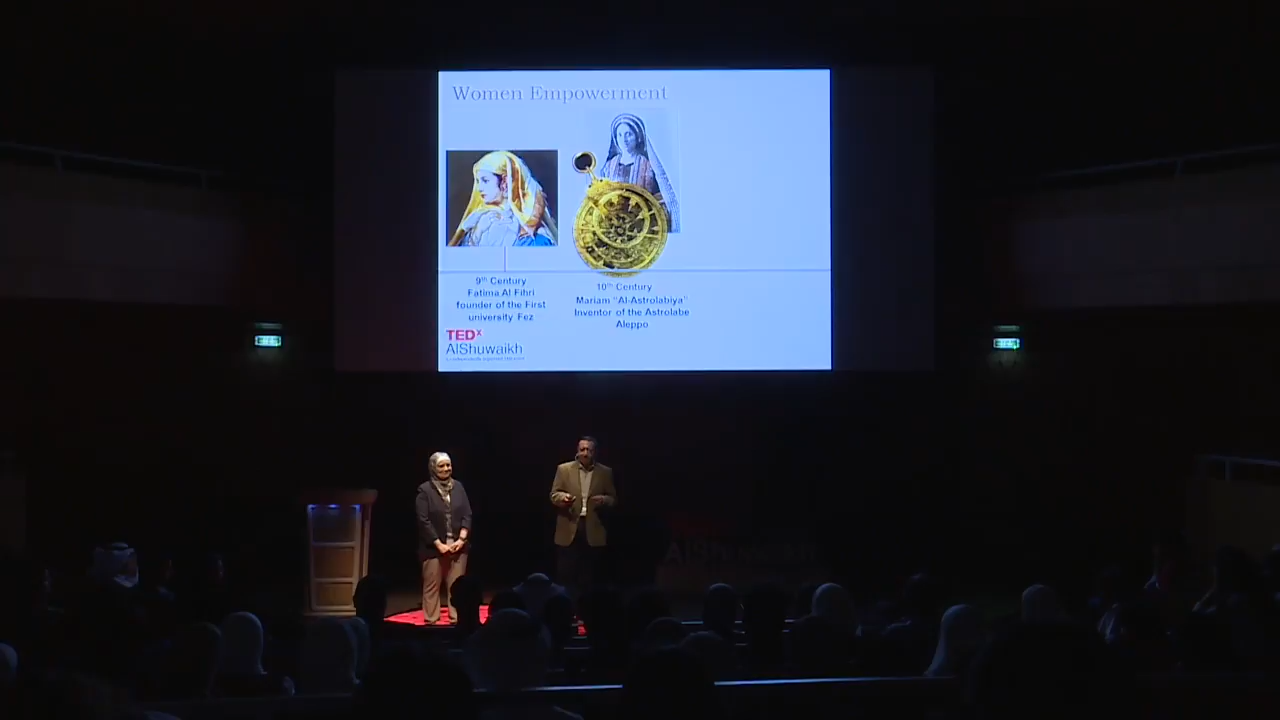 Women Empowerment
9th Century
Fatima Al Fihri
founder of the First
university Fez
10th Century
Mariam “Al-Astrolabiya”
Inventor of the Astrolabe
Aleppo
TEDx
AlShuwaikh
AlShuwaikh